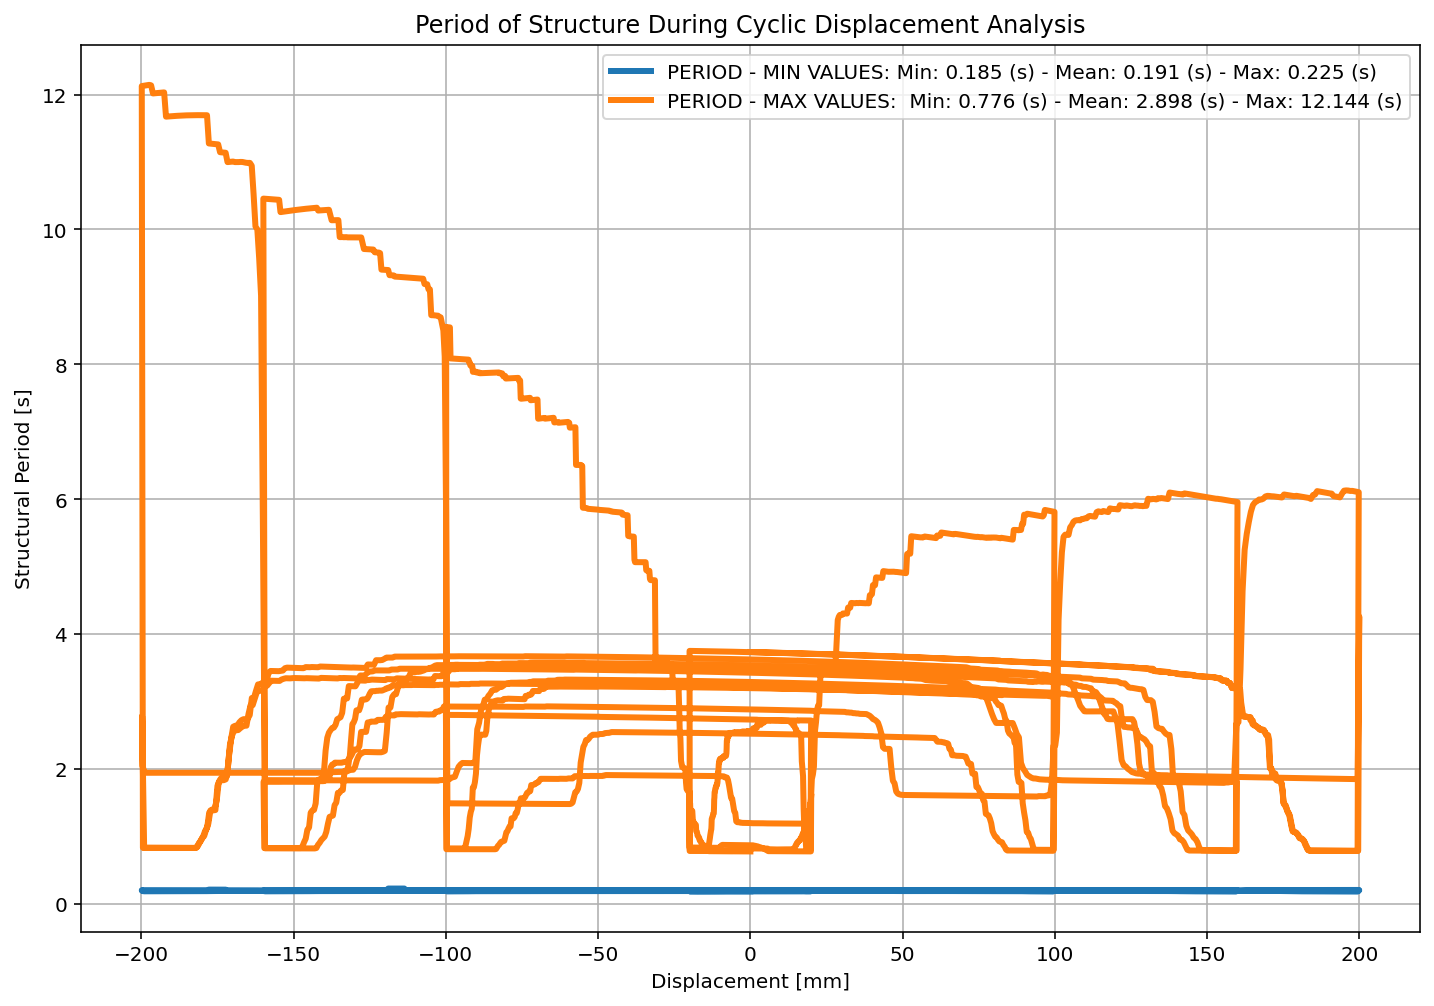 Period of Structure During Cyclic Displacement Analysis
PERIOD - MIN VALUES: Min: 0.185 (s) - Mean: 0.191 (s) - Max: 0.225 (s)
PERIOD - MAX VALUES:  Min: 0.776 (s) - Mean: 2.898 (s) - Max: 12.144 (s)
Structural Period [s]
12
10
8
6
4
2
0
−200 −150 −100 −50 0 50 100 150 200
Displacement [mm]